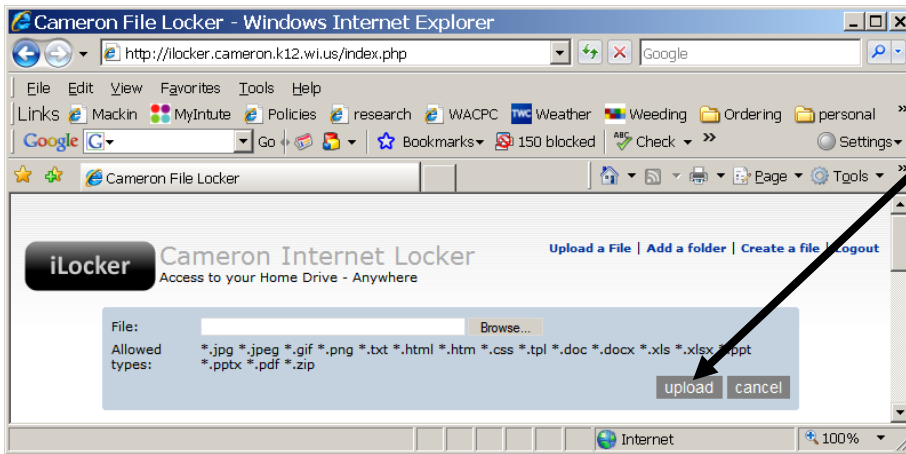 Cameron File Locker - Windows Internet Explorer
http://ilocker.cameron.k12.wi.us/index.php
Google
File Edit View Favorites Tools Help
Links Mackin MyIntute Policies research WACPC TWC Weather Weeding Ordering personal »
Google G Go Bookmarks 150 blocked ABC Check » Settings
Cameron File Locker Page Tools »
iLocker
Cameron Internet Locker
Access to your Home Drive - Anywhere
Upload a File | Add a folder | Create a file | Logout
File: Browse...
Allowed types:
*.jpg *.jpeg *.gif *.png *.txt *.html *.htm *.css *.tpl *.doc *.docx *.xls *.xlsx *.ppt
*.pptx *.pdf *.zip
upload cancel
Internet 100%